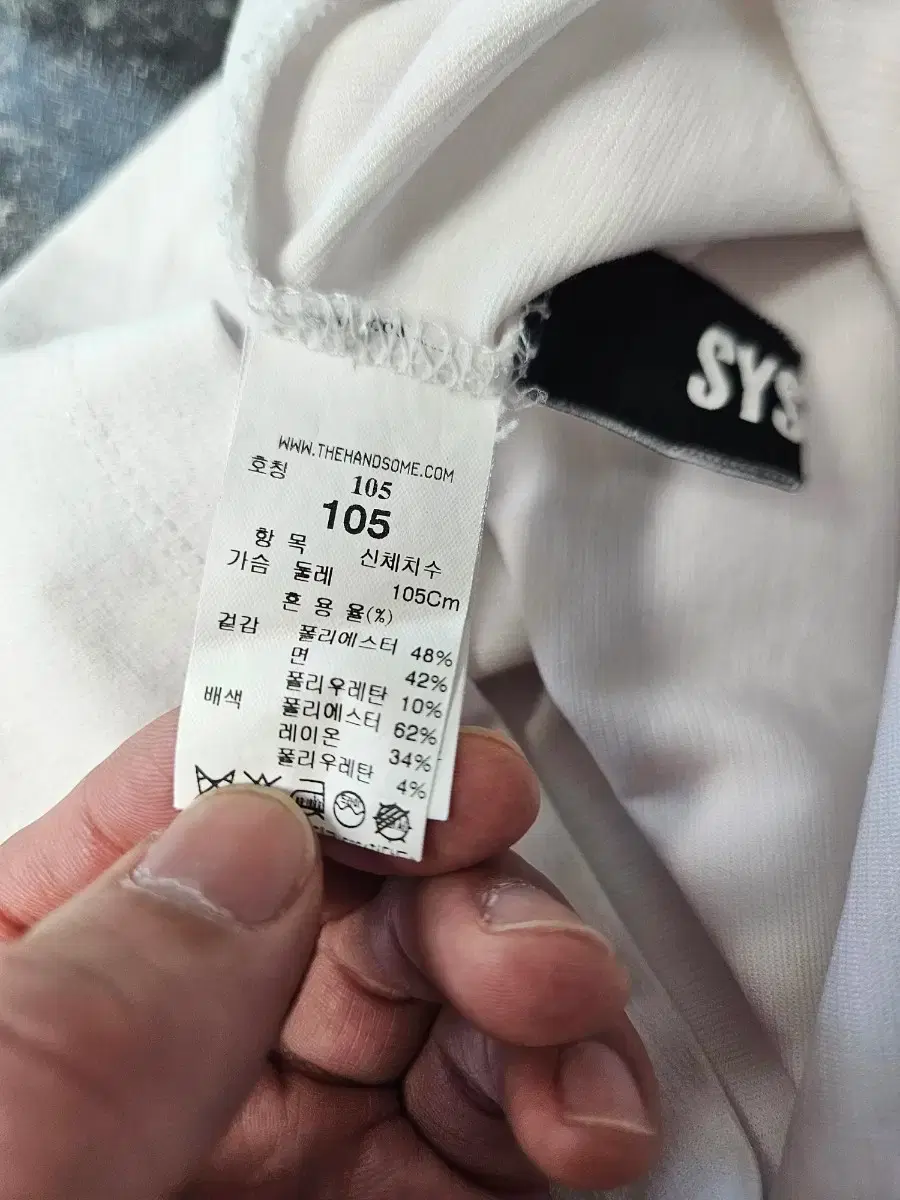 SYS
WWW.THEHANDSOME.COM
호칭 105
105
항 목 신체치수
가슴 둘레 105Cm
혼 용 율(%)
겉감 폴리에스터 48%
면 42%
폴리우레탄 10%
배색 폴리에스터 62%
레이온 34%
폴리우레탄 4%